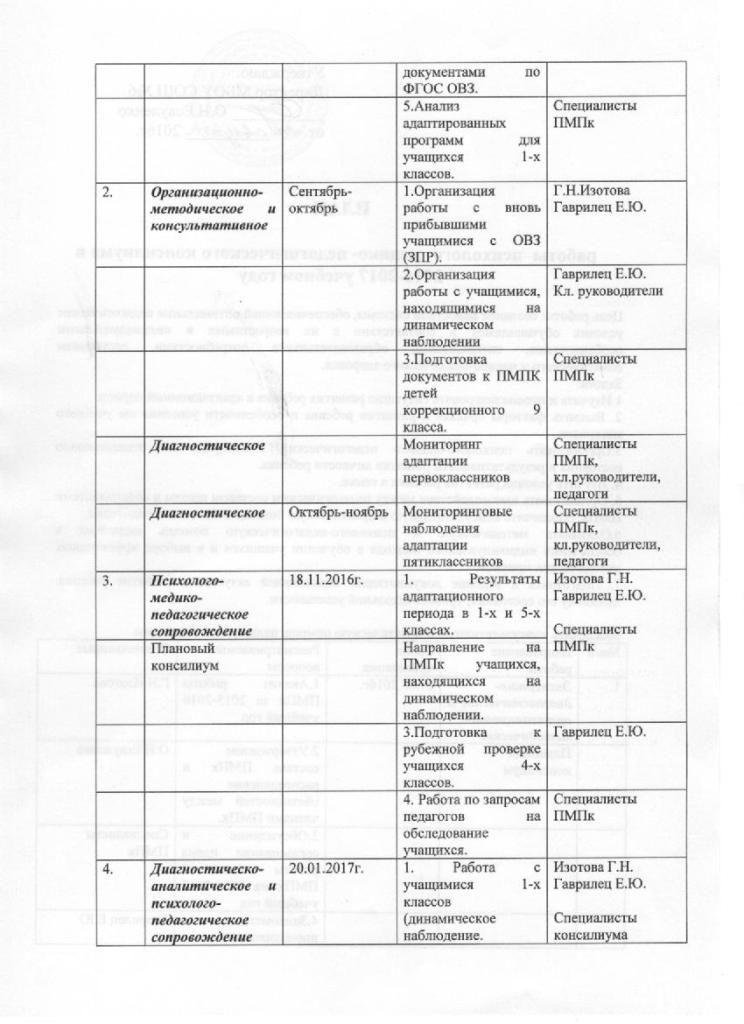 документами по
ФГОС ОВЗ.
5.Анализ
адаптированных
программ для
учащихся 1-х
классов.
Специалисты
ПМПк
2.
Организационно-
методическое и
консультативное
Сентябрь-
октябрь
1.Организация
работы с вновь
прибывшими
учащимися с ОВЗ
(ЗПР).
Г.Н.Изотова
Гаврилец Е.Ю.
2.Организация
работы с учащимися,
находящимися на
динамическом
наблюдении
Гаврилец Е.Ю.
Кл. руководители
3.Подготовка
документов к ПМПК
детей
коррекционного 9
класса.
Специалисты
ПМПк
Диагностическое
Мониторинг
адаптации
первоклассников
Специалисты
ПМПк,
кл.руководители,
педагоги
Диагностическое
Октябрь-ноябрь
Мониторинговые
наблюдения
адаптации
пятиклассников
Специалисты
ПМПк,
кл.руководители,
педагоги
3.
Психолого-
медико-
педагогическое
сопровождение
18.11.2016г.
1. Результаты
адаптационного
периода в 1-х и 5-х
классах.
Изотова Г.Н.
Гаврилец Е.Ю.
Специалисты
ПМПк
Плановый
консилиум
Направление на
ПМПк учащихся,
находящихся на
динамическом
наблюдении.
3.Подготовка к
рубежной проверке
учащихся 4-х
классов.
Гаврилец Е.Ю.
4. Работа по запросам
педагогов на
обследование
учащихся.
Специалисты
ПМПк
4.
Диагностическо-
аналитическое и
психолого-
педагогическое
сопровождение
20.01.2017г.
1. Работа с
учащимися 1-х
классов
(динамическое
наблюдение.
Изотова Г.Н.
Гаврилец Е.Ю.
Специалисты
консилиума